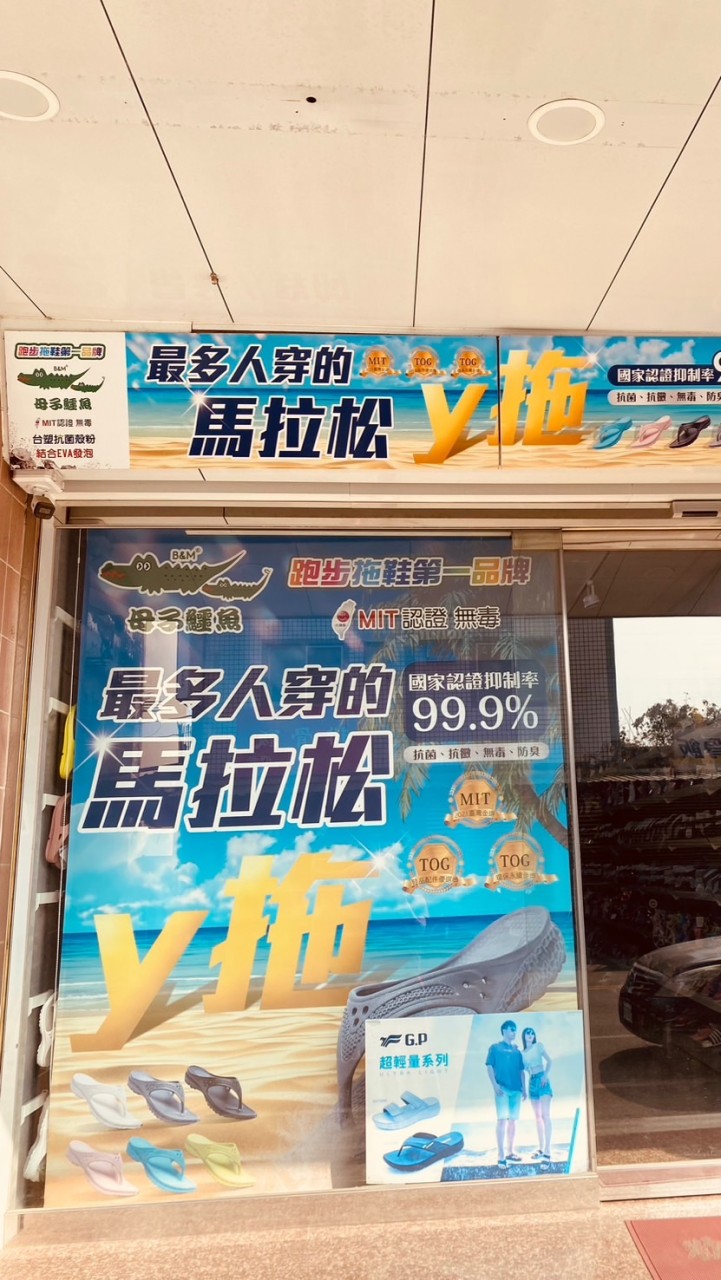 跑步拖鞋第一品牌
B&M
母子鱷魚
MIT認證 無毒
台塑抗菌殼粉
結合EVA發泡
最多人穿的
馬拉松
y拖
MIT
TOG
TOG
國家認證抑制率
抗菌、抗黴、無毒、防臭
B&M
母子鱷魚
跑步拖鞋第一品牌
MIT認證 無毒
最多人穿的
馬拉松
y拖
國家認證抑制率
99.9%
抗菌、抗黴、無毒、防臭
MIT
TOG
TOG
G.P
超輕量系列
ULTRA LIGHT